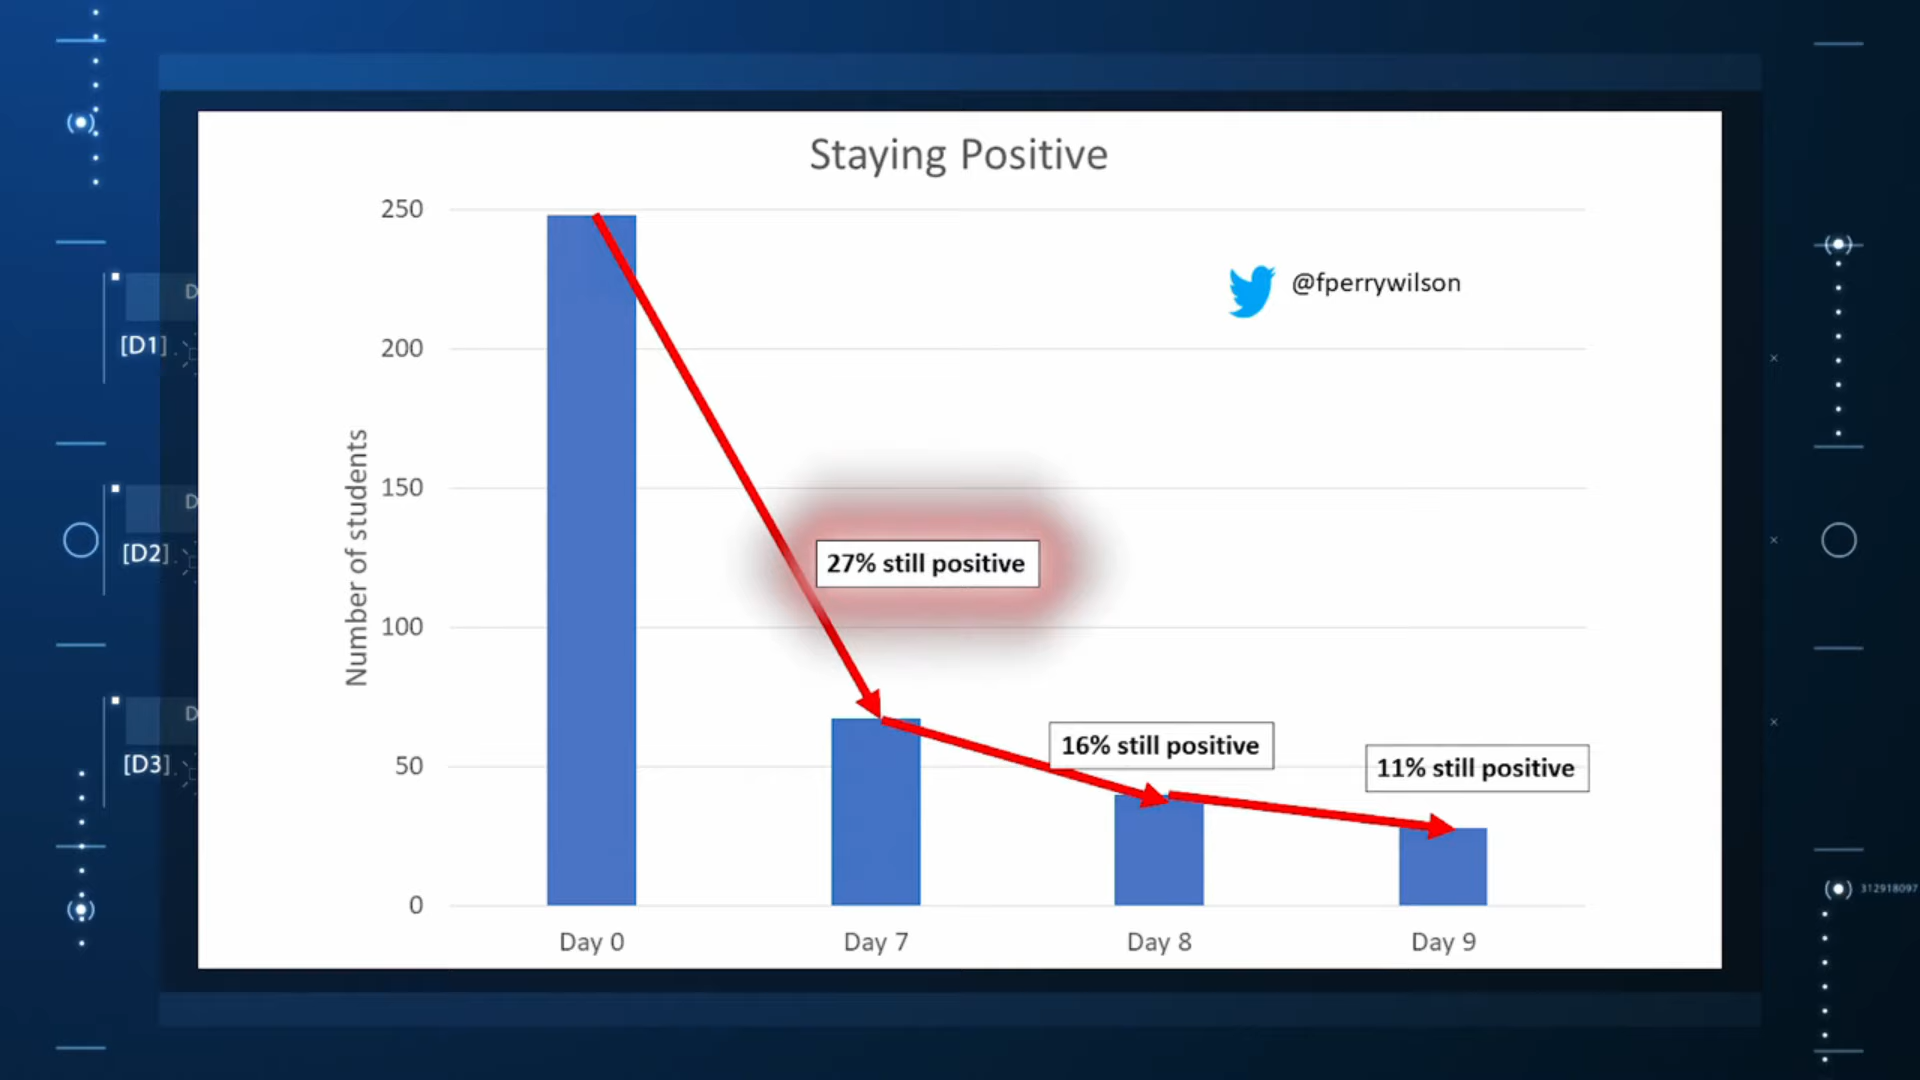 Staying Positive
250
@fperrywilson
200
150
100
50
0
Number of students
27% still positive
16% still positive
11% still positive
Day 0
Day 7
Day 8
Day 9
D
[D1]
D
[D2]
D
[D3]
312918097